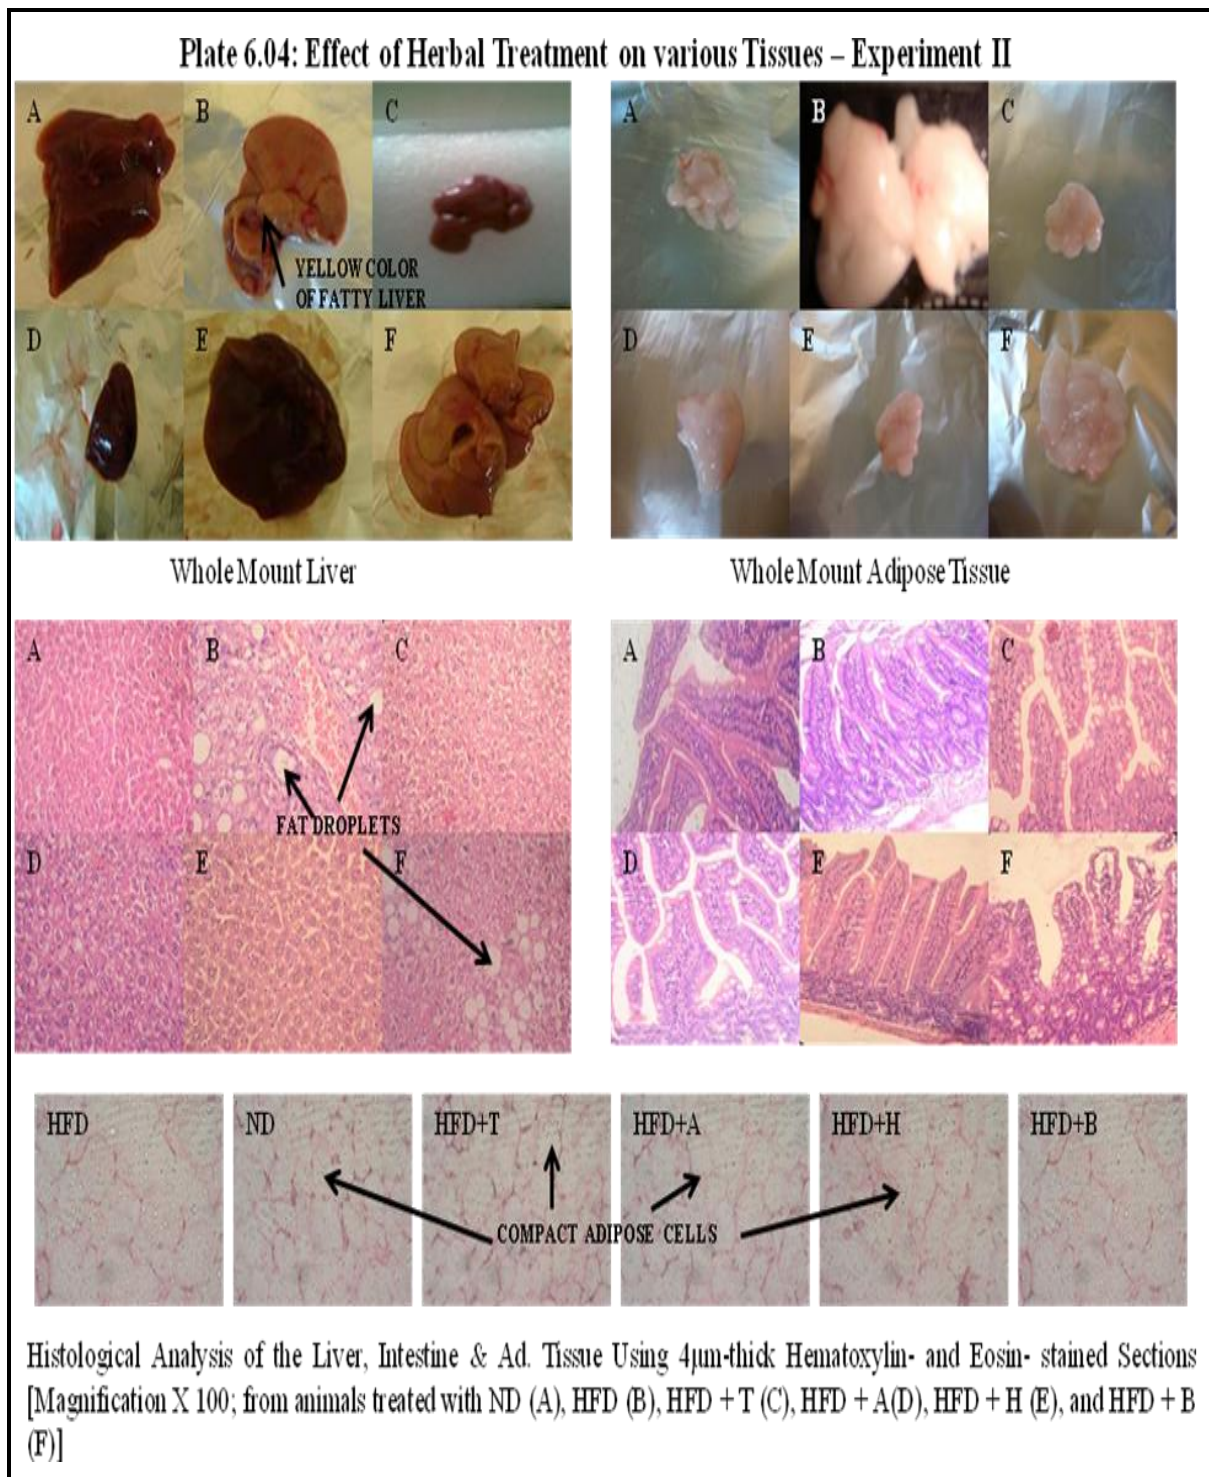 Plate 6.04: Effect of Herbal Treatment on various Tissues – Experiment II
A
B
C
YELLOW COLOR
OF FATTY LIVER
D
E
F
Whole Mount Liver
A
B
C
D
E
F
Whole Mount Adipose Tissue
A
B
C
FAT DROPLETS
D
E
F
A
B
C
D
E
F
HFD
ND
HFD+T
HFD+A
HFD+H
HFD+B
COMPACT ADIPOSE CELLS
Histological Analysis of the Liver, Intestine & Ad. Tissue Using 4μm-thick Hematoxylin- and Eosin- stained Sections
[Magnification X 100; from animals treated with ND (A), HFD (B), HFD + T (C), HFD + A(D), HFD + H (E), and HFD + B
(F)]